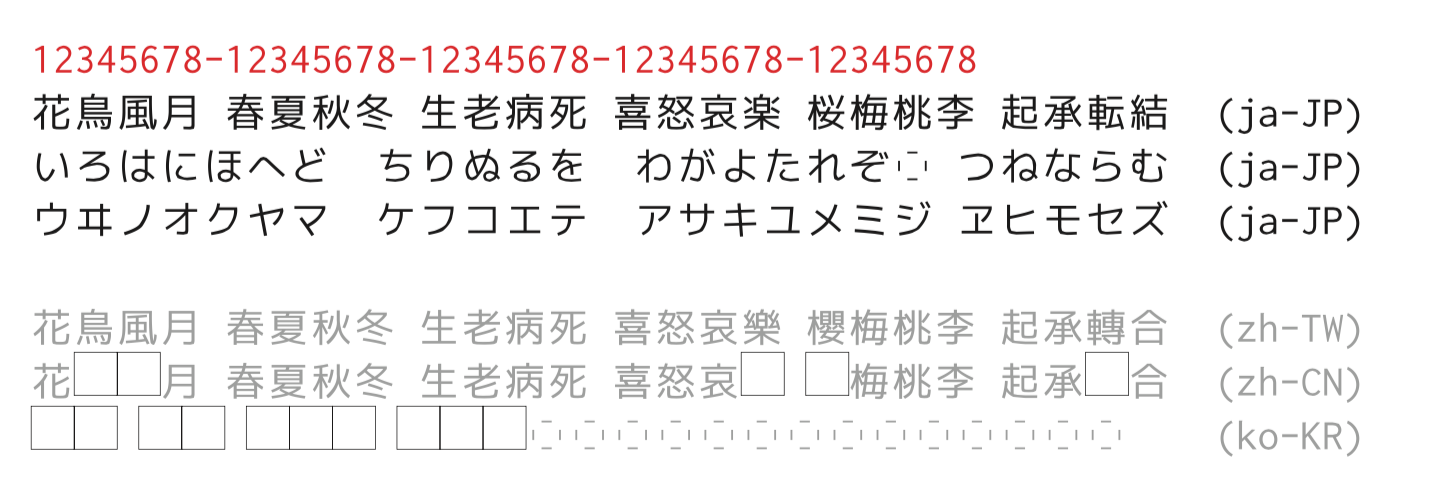 12345678-12345678-12345678-12345678-12345678
花鳥風月 春夏秋冬 生老病死 喜怒哀楽 桜梅桃李 起承転結 (ja-JP)
いろはにほへど ちりぬるを わがよたれぞ つねならむ (ja-JP)
ウヰノオクヤマ ケフコエテ アサキユメミジ ヱヒモセズ (ja-JP)
花鳥風月 春夏秋冬 生老病死 喜怒哀樂 櫻梅桃李 起承轉合 (zh-TW)
花□□月 春夏秋冬 生老病死 喜怒哀□ □梅桃李 起承□合 (zh-CN)
□□ □□ □□□ □□□ (ko-KR)